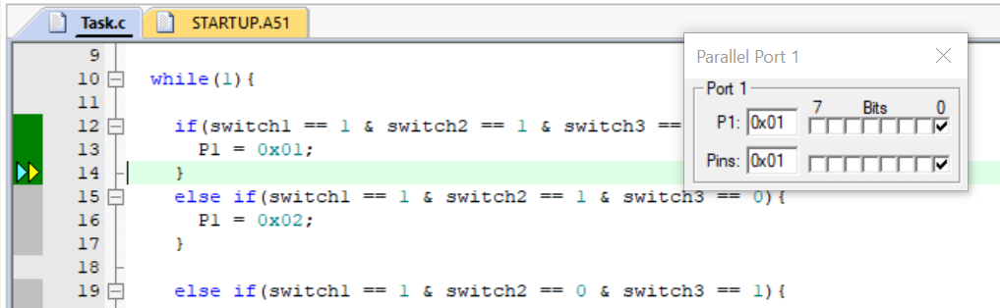 Task.c STARTUP.A51
Parallel Port 1
Port 1
7 Bits 0
P1: 0x01
Pins: 0x01
9
10 while(1){
11
12 if(switch1 == 1 & switch2 == 1 & switch3 ==
13 P1 = 0x01;
14 }
15 else if(switch1 == 1 & switch2 == 1 & switch3 == 0){
16 P1 = 0x02;
17 }
18
19 else if(switch1 == 1 & switch2 == 0 & switch3 == 1){